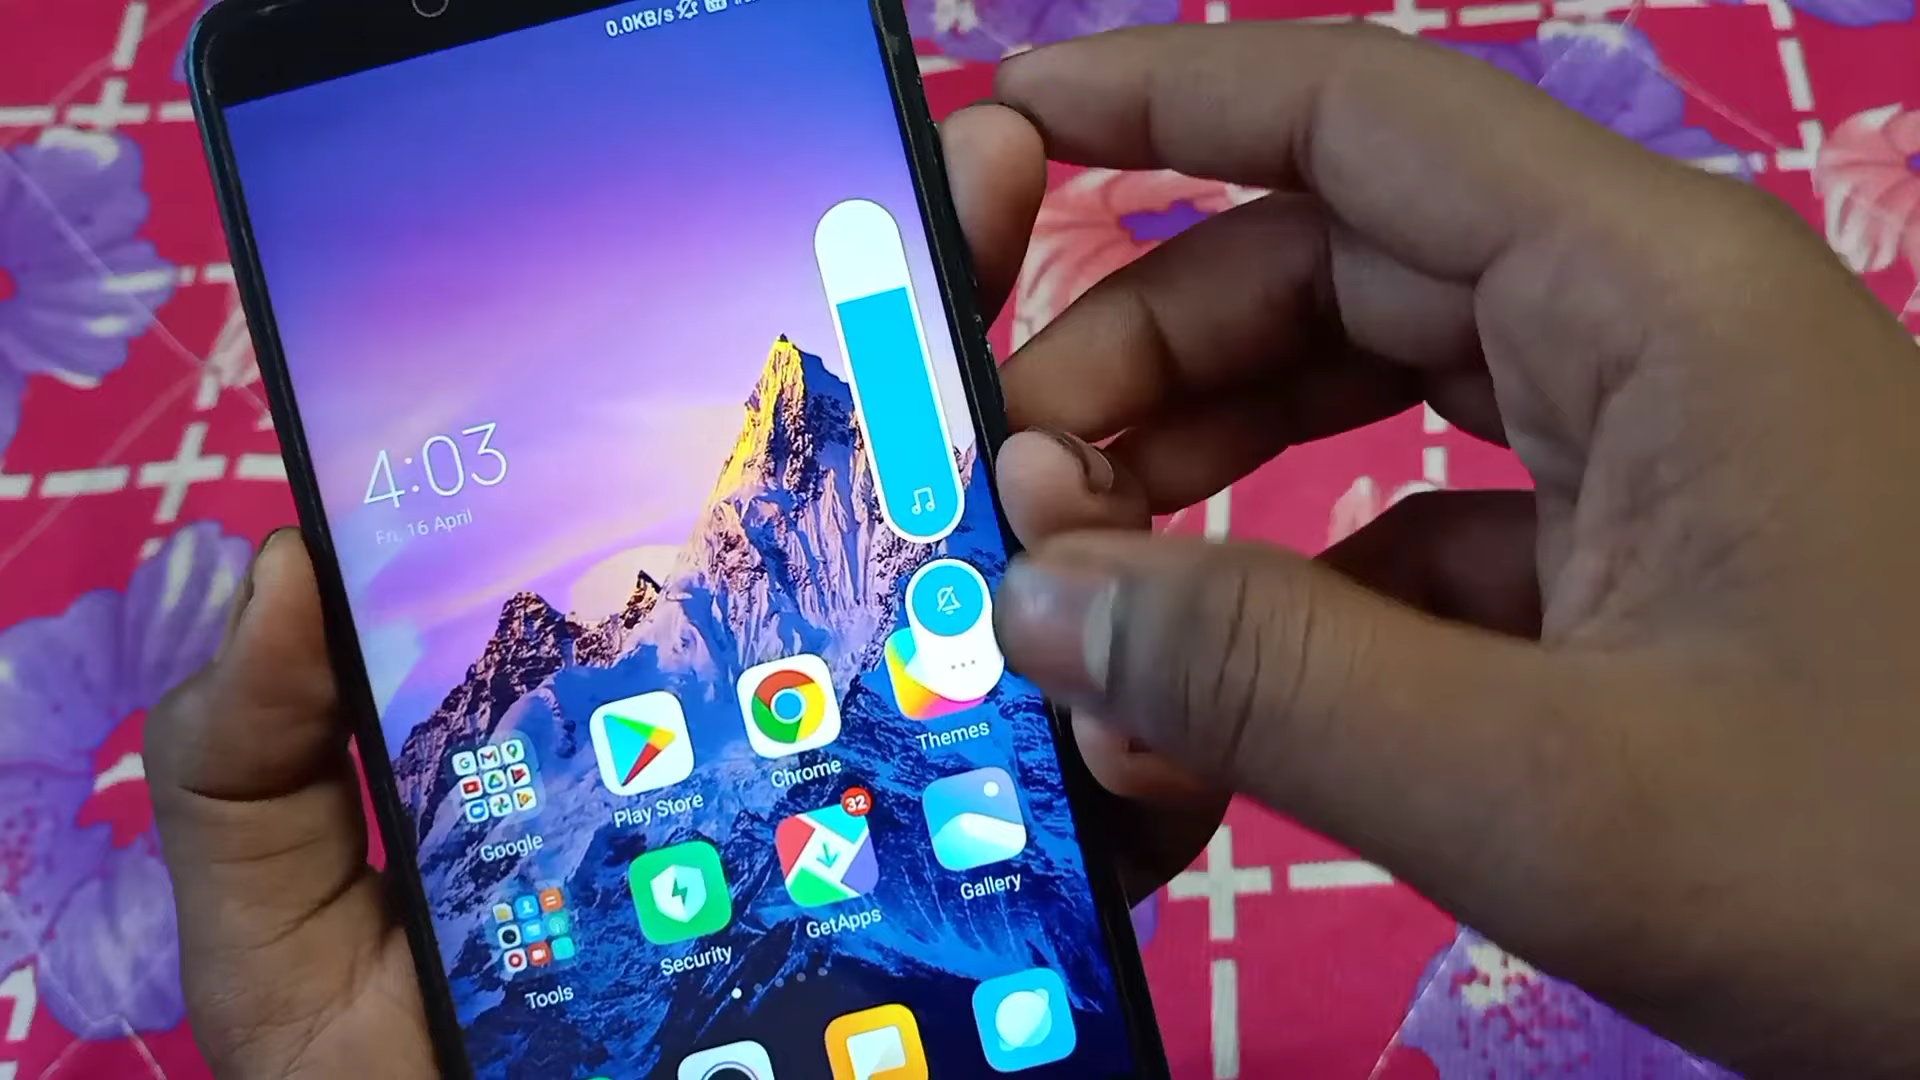 0.0KB/s
4:03
Fri, 16 April
Themes
Chrome
Play Store
Google
32
Gallery
GetApps
Security
Tools